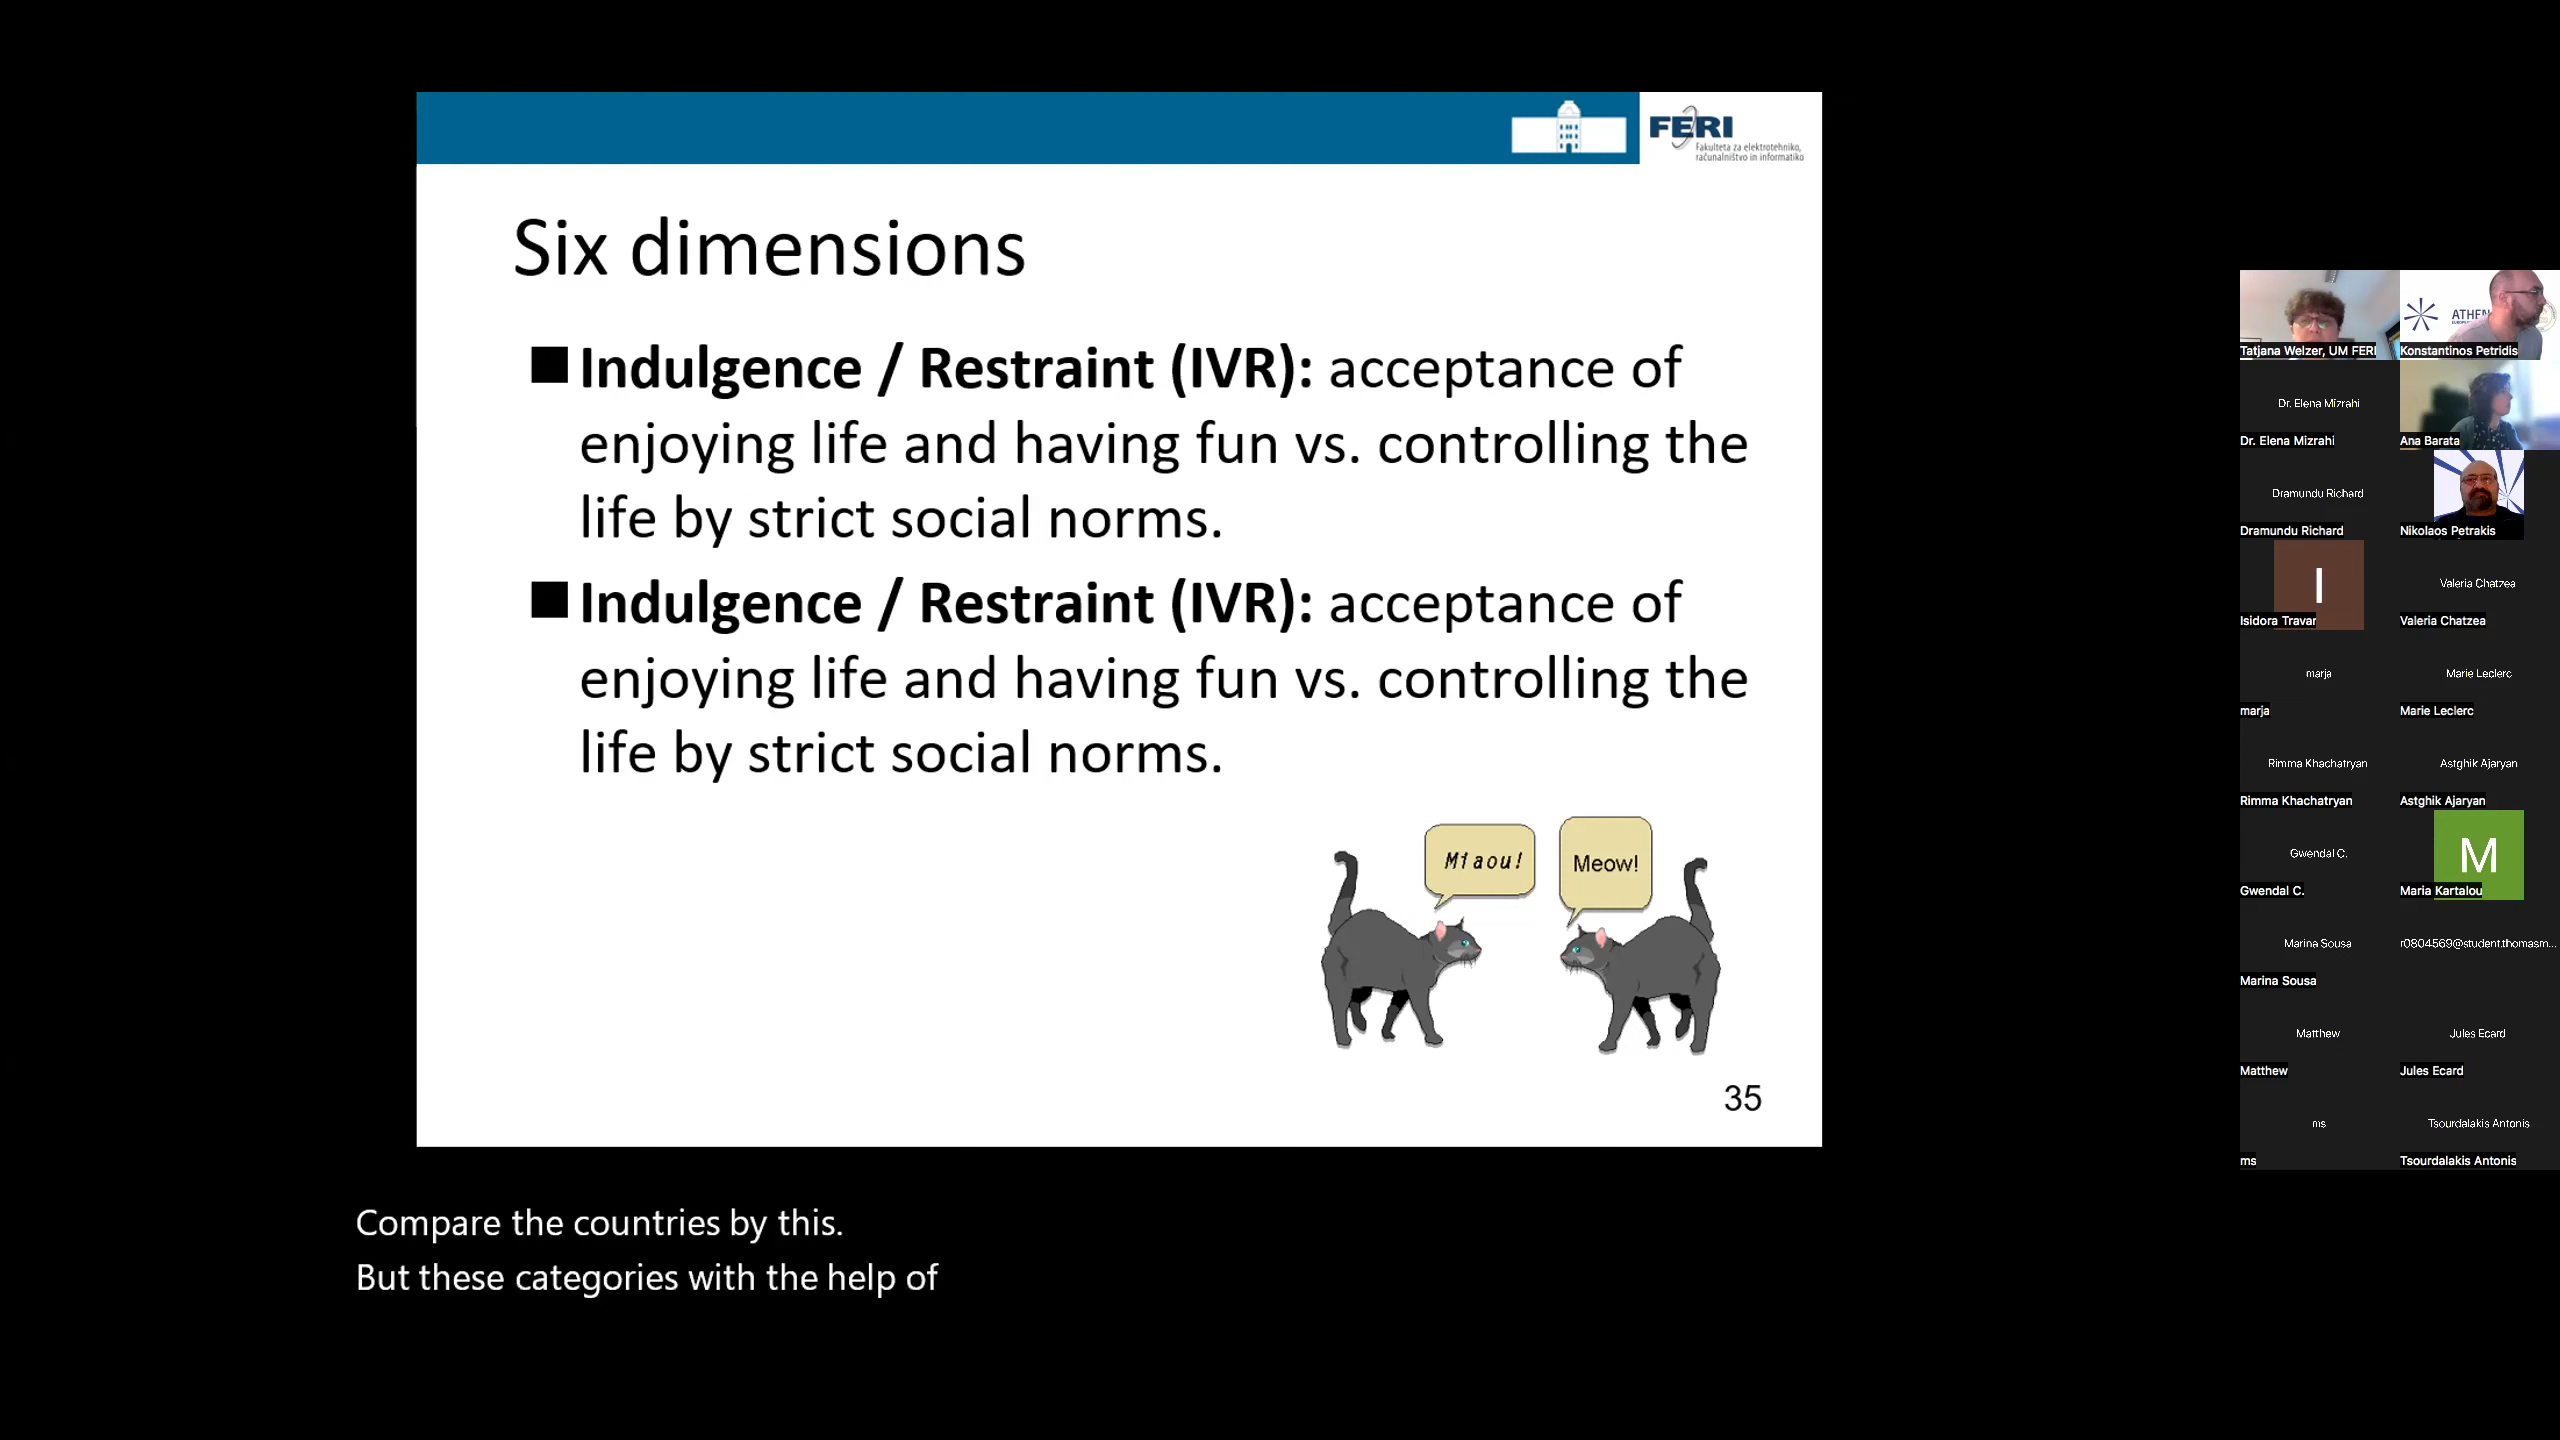 FERI
Fakulteta za elektrotehniko,
računalništvo in informatiko
Six dimensions
Indulgence / Restraint (IVR): acceptance of
enjoying life and having fun vs. controlling the
life by strict social norms.
Indulgence / Restraint (IVR): acceptance of
enjoying life and having fun vs. controlling the
life by strict social norms.
Miaou!
Meow!
35
Compare the countries by this.
But these categories with the help of
ATHEN
Tatjana Welzer, UM FERI
Konstantinos Petridis
Dr. Elena Mizrahi
Dr. Elena Mizrahi
Ana Barata
Dramundu Richard
Dramundu Richard
Nikolaos Petrakis
I
Isidora Travar
Valeria Chatzea
Valeria Chatzea
marja
marja
Marie Leclerc
Marie Leclerc
Rimma Khachatryan
Rimma Khachatryan
Astghik Ajaryan
Astghik Ajaryan
Gwendal C.
Gwendal C.
M
Maria Kartalou
Marina Sousa
Marina Sousa
r0804569@student.thomasm...
Matthew
Matthew
Jules Ecard
Jules Ecard
ms
ms
Tsourdalakis Antonis
Tsourdalakis Antonis